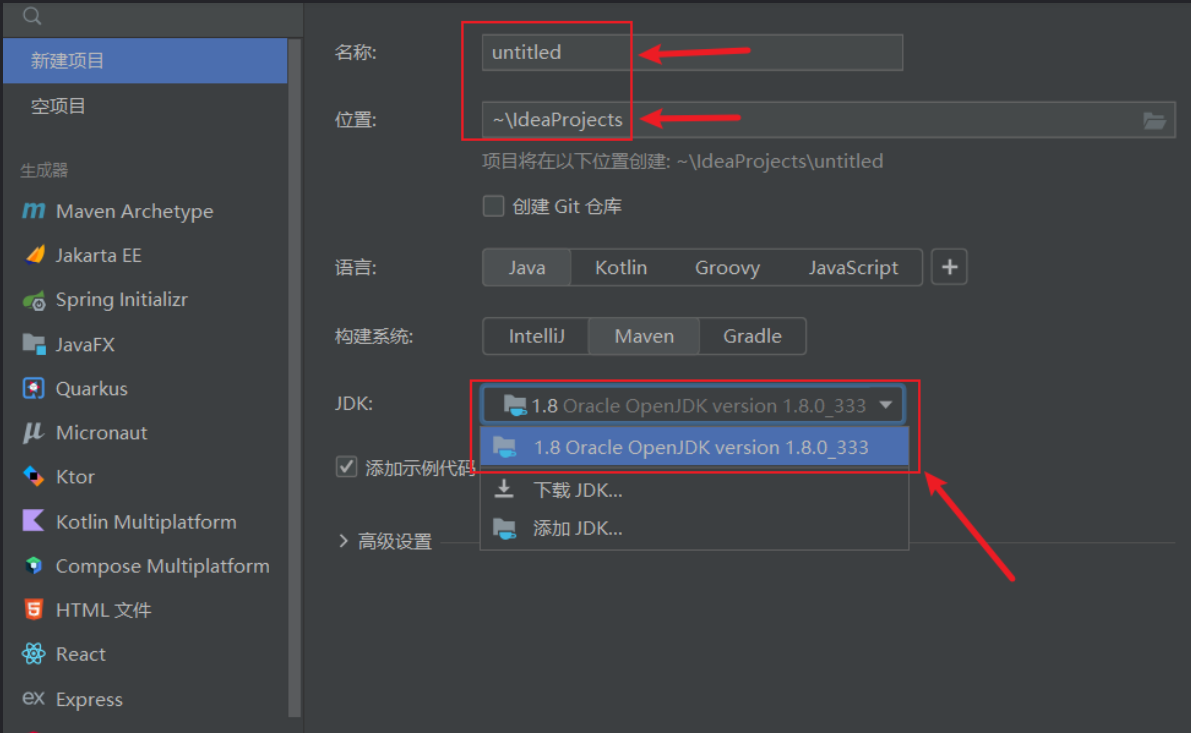 新建项目
空项目
生成器
Maven Archetype
Jakarta EE
Spring Initializr
JavaFX
Quarkus
Micronaut
Ktor
Kotlin Multiplatform
Compose Multiplatform
HTML 文件
React
ex Express
名称: untitled
位置: ~\IdeaProjects
项目将在以下位置创建: ~\IdeaProjects\untitled
创建 Git 仓库
语言: Java Kotlin Groovy JavaScript +
构建系统: IntelliJ Maven Gradle
JDK: 1.8 Oracle OpenJDK version 1.8.0_333
1.8 Oracle OpenJDK version 1.8.0_333
添加示例代码
下载 JDK...
添加 JDK...
高级设置